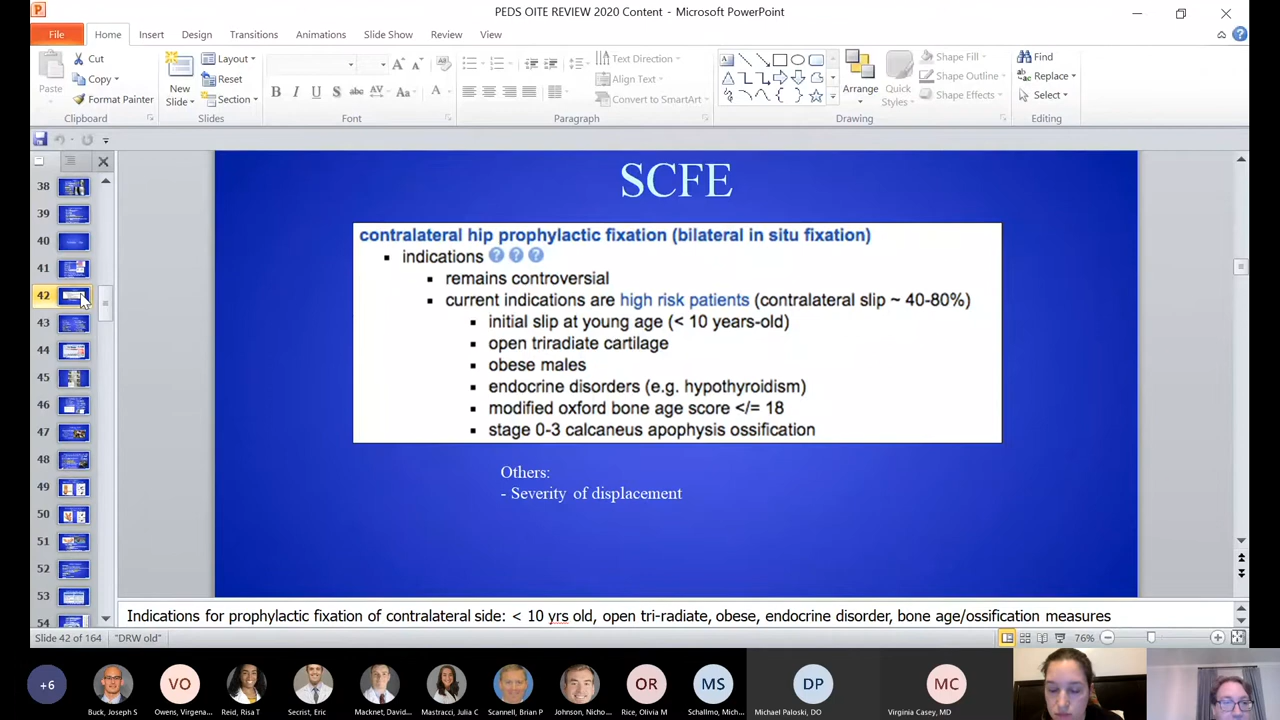 PEDS OITE REVIEW 2020 Content - Microsoft PowerPoint
File Home Insert Design Transitions Animations Slide Show Review View
Paste
Cut
Copy
Format Painter
Clipboard
New Slide
Layout
Reset
Section
Slides
B I U S abc AV Aa A
Font
Text Direction
Align Text
Convert to SmartArt
Paragraph
Arrange
Quick Styles
Shape Fill
Shape Outline
Shape Effects
Drawing
Find
Replace
Select
Editing
38
39
40
41
42
43
44
45
46
47
48
49
50
51
52
53
54
SCFE
contralateral hip prophylactic fixation (bilateral in situ fixation)
▪ indications ? ? ?
▪ remains controversial
▪ current indications are high risk patients (contralateral slip ~ 40-80%)
▪ initial slip at young age (< 10 years-old)
▪ open triradiate cartilage
▪ obese males
▪ endocrine disorders (e.g. hypothyroidism)
▪ modified oxford bone age score </= 18
▪ stage 0-3 calcaneus apophysis ossification
Others:
- Severity of displacement
Indications for prophylactic fixation of contralateral side: < 10 yrs old, open tri-radiate, obese, endocrine disorder, bone age/ossification measures
Slide 42 of 164 "DRW old" 76%
+6 VO OR MS DP MC
Buck, Joseph S Owens, Virgena... Reid, Risa T Secrist, Eric Macknet, David... Mastracci, Julia C Scannell, Brian P Johnson, Nicho... Rice, Olivia M Schallmo, Mich... Michael Paloski, DO Virginia Casey, MD